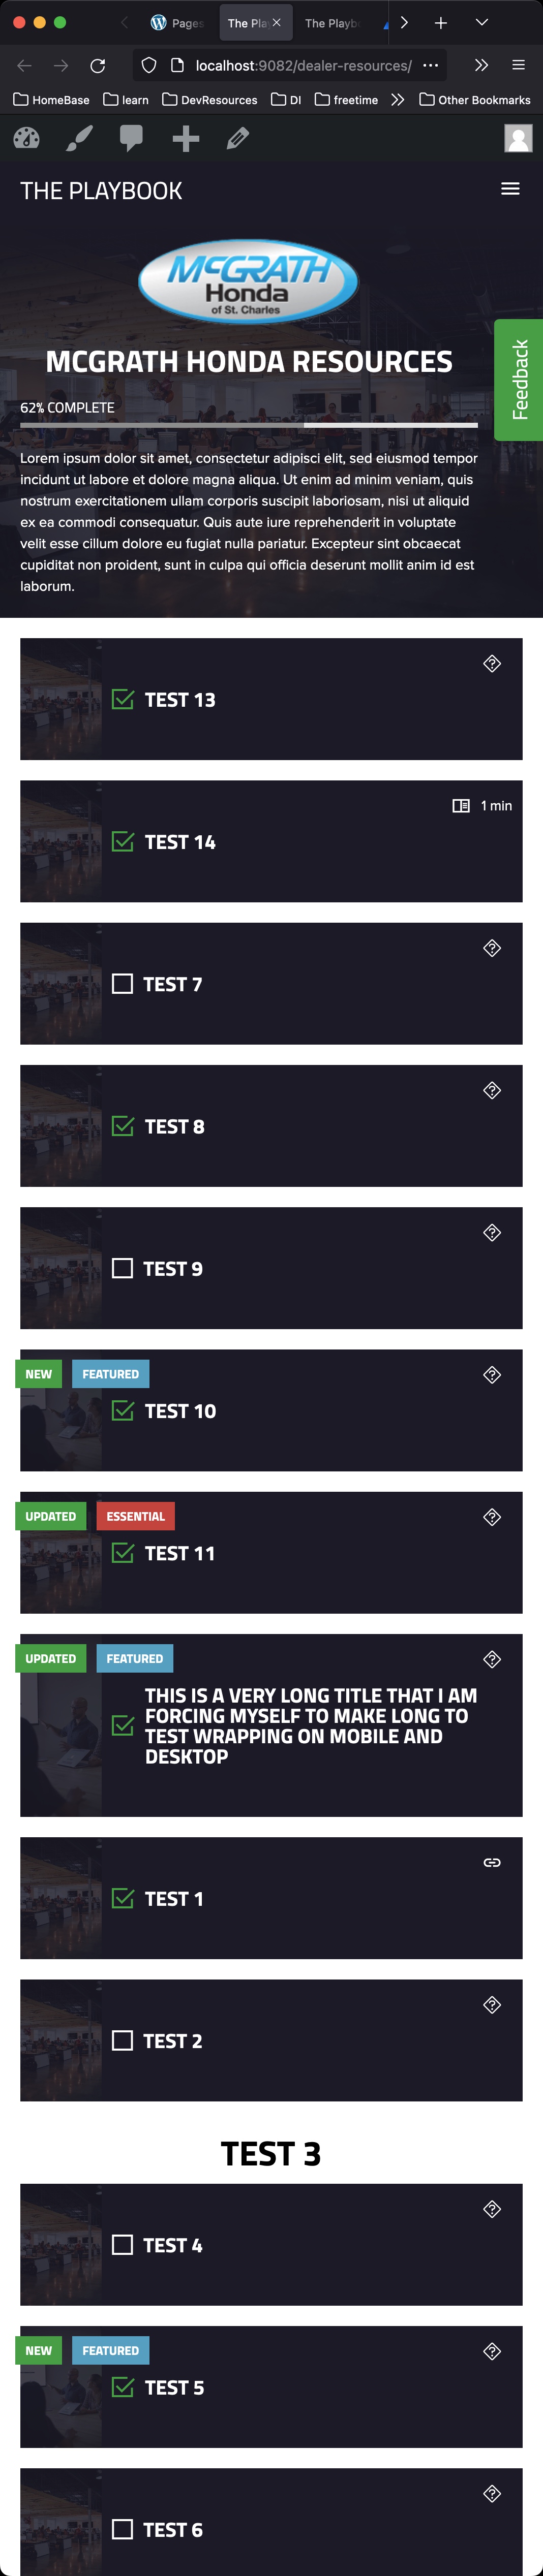 Pages
The Pla
The Playb
localhost:9082/dealer-resources/
HomeBase
learn
DevResources
DI
freetime
Other Bookmarks
THE PLAYBOOK
McGRATH
Honda
of St. Charles
MCGRATH HONDA RESOURCES
Feedback
62% COMPLETE
Lorem ipsum dolor sit amet, consectetur adipisci elit, sed eiusmod tempor
incidunt ut labore et dolore magna aliqua. Ut enim ad minim veniam, quis
nostrum exercitationem ullam corporis suscipit laboriosam, nisi ut aliquid
ex ea commodi consequatur. Quis aute iure reprehenderit in voluptate
velit esse cillum dolore eu fugiat nulla pariatur. Excepteur sint obcaecat
cupiditat non proident, sunt in culpa qui officia deserunt mollit anim id est
laborum.
TEST 13
1 min
TEST 14
TEST 7
TEST 8
TEST 9
NEW FEATURED
TEST 10
UPDATED ESSENTIAL
TEST 11
UPDATED FEATURED
THIS IS A VERY LONG TITLE THAT I AM
FORCING MYSELF TO MAKE LONG TO
TEST WRAPPING ON MOBILE AND
DESKTOP
TEST 1
TEST 2
TEST 3
TEST 4
NEW FEATURED
TEST 5
TEST 6